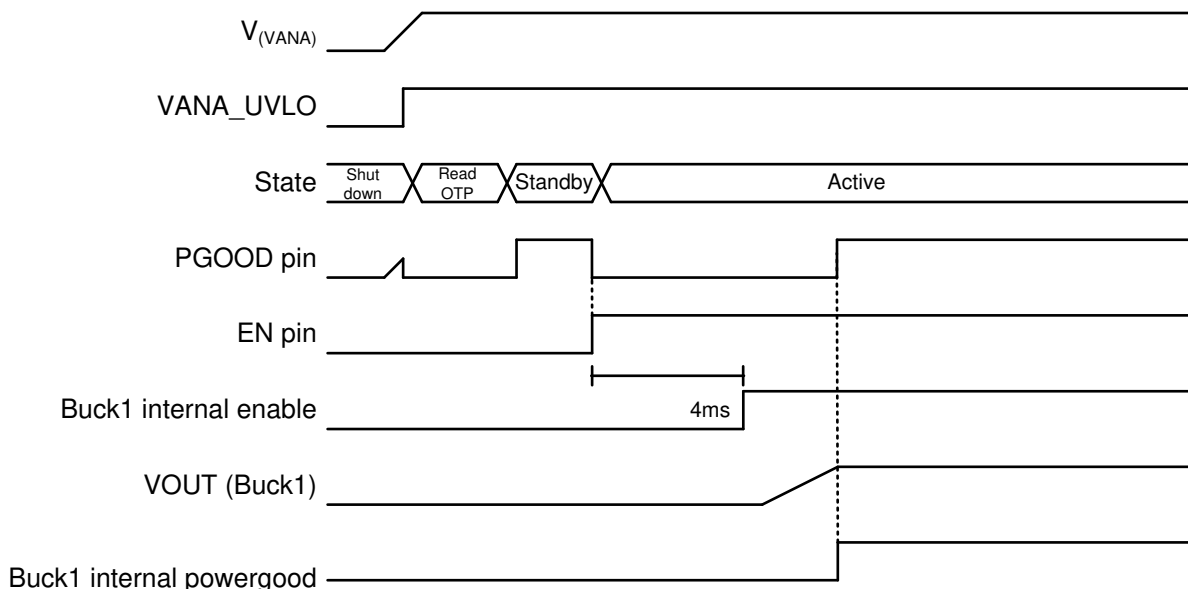 V(VANA)
VANA_UVLO
State
Shut
down
Read
OTP
Standby
Active
PGOOD pin
EN pin
Buck1 internal enable
4ms
VOUT (Buck1)
Buck1 internal powergood